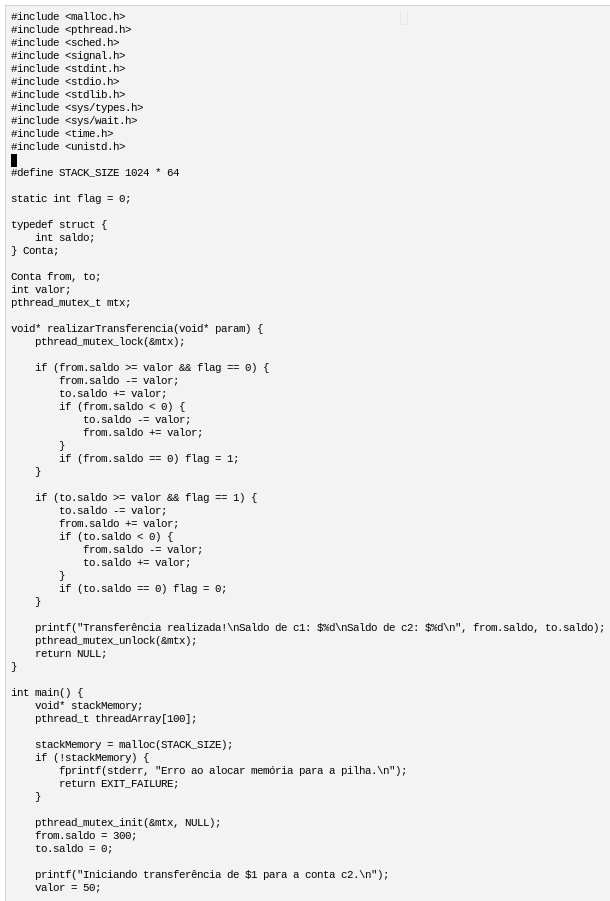 #include <malloc.h>
#include <pthread.h>
#include <sched.h>
#include <signal.h>
#include <stdint.h>
#include <stdio.h>
#include <stdlib.h>
#include <sys/types.h>
#include <sys/wait.h>
#include <time.h>
#include <unistd.h>
#define STACK_SIZE 1024 * 64
static int flag = 0;
typedef struct {
    int saldo;
} Conta;
Conta from, to;
int valor;
pthread_mutex_t mtx;
void* realizarTransferencia(void* param) {
    pthread_mutex_lock(&mtx);
    if (from.saldo >= valor && flag == 0) {
        from.saldo -= valor;
        to.saldo += valor;
        if (from.saldo < 0) {
            to.saldo -= valor;
            from.saldo += valor;
        }
        if (from.saldo == 0) flag = 1;
    }
    if (to.saldo >= valor && flag == 1) {
        to.saldo -= valor;
        from.saldo += valor;
        if (to.saldo < 0) {
            from.saldo -= valor;
            to.saldo += valor;
        }
        if (to.saldo == 0) flag = 0;
    }
    printf("Transferência realizada!\nSaldo de c1: $%d\nSaldo de c2: $%d\n", from.saldo, to.saldo);
    pthread_mutex_unlock(&mtx);
    return NULL;
}
int main() {
    void* stackMemory;
    pthread_t threadArray[100];
    stackMemory = malloc(STACK_SIZE);
    if (!stackMemory) {
        fprintf(stderr, "Erro ao alocar memória para a pilha.\n");
        return EXIT_FAILURE;
    }
    pthread_mutex_init(&mtx, NULL);
    from.saldo = 300;
    to.saldo = 0;
    printf("Iniciando transferência de $1 para a conta c2.\n");
    valor = 50;